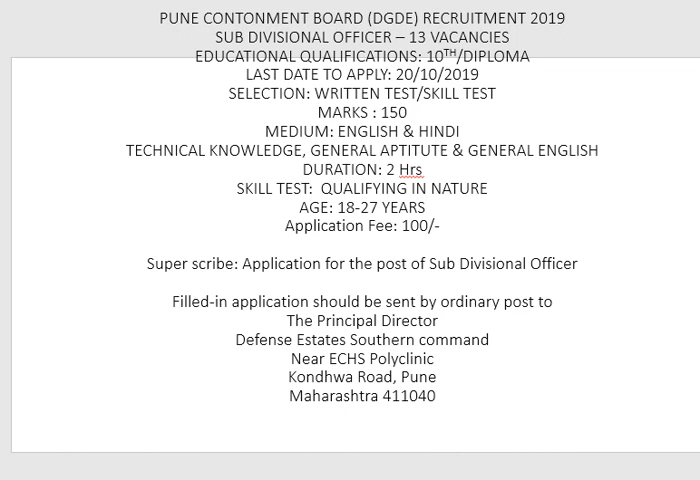 PUNE CONTONMENT BOARD (DGDE) RECRUITMENT 2019
SUB DIVISIONAL OFFICER – 13 VACANCIES
EDUCATIONAL QUALIFICATIONS: 10TH/DIPLOMA
LAST DATE TO APPLY: 20/10/2019
SELECTION: WRITTEN TEST/SKILL TEST
MARKS : 150
MEDIUM: ENGLISH & HINDI
TECHNICAL KNOWLEDGE, GENERAL APTITUTE & GENERAL ENGLISH
DURATION: 2 Hrs
SKILL TEST:  QUALIFYING IN NATURE
AGE: 18-27 YEARS
Application Fee: 100/-
Super scribe: Application for the post of Sub Divisional Officer
Filled-in application should be sent by ordinary post to
The Principal Director
Defense Estates Southern command
Near ECHS Polyclinic
Kondhwa Road, Pune
Maharashtra 411040